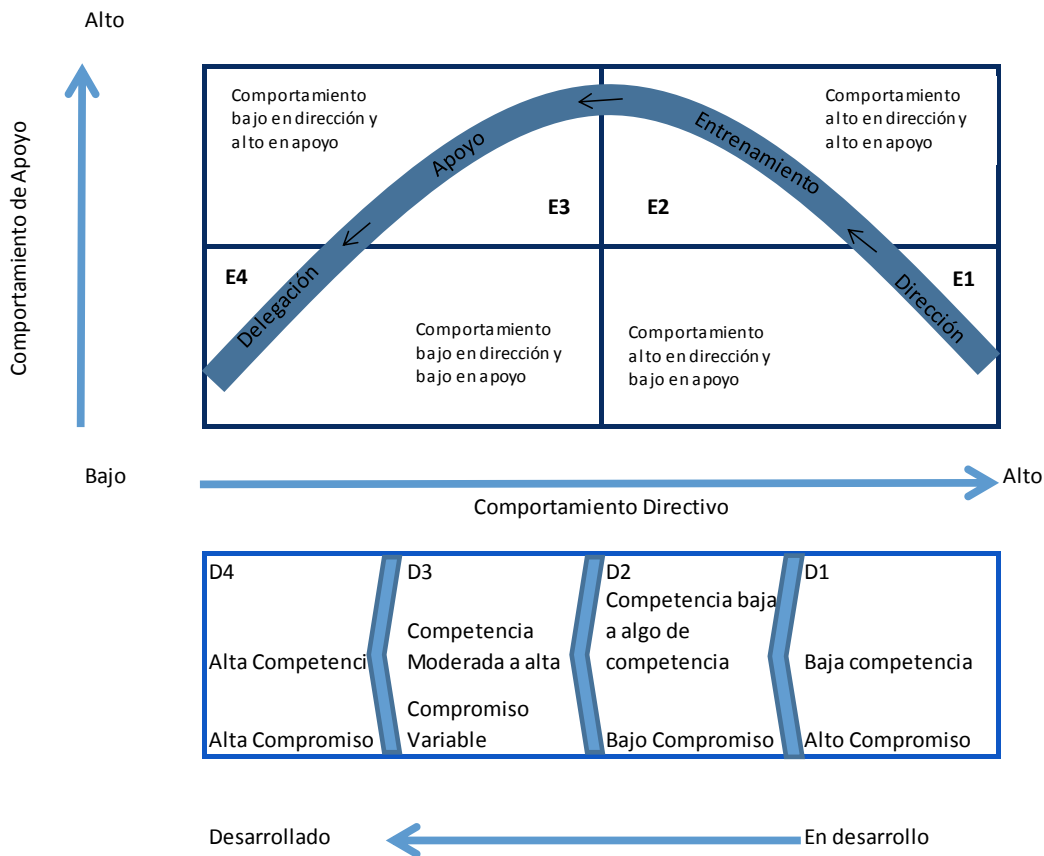 Alto
Comportamiento de Apoyo
Comportamiento
bajo en dirección y
alto en apoyo
Apoyo
Entrenamiento
Comportamiento
alto en dirección y
alto en apoyo
E3
E2
E4
Delegación
Comportamiento
bajo en dirección y
bajo en apoyo
Comportamiento
alto en dirección y
bajo en apoyo
Dirección
E1
Bajo
Alto
Comportamiento Directivo
D4
Alta Competenci
Alta Compromiso
D3
Competencia
Moderada a alta
Compromiso
Variable
D2
Competencia baja
a algo de
competencia
Bajo Compromiso
D1
Baja competencia
Alto Compromiso
Desarrollado
En desarrollo